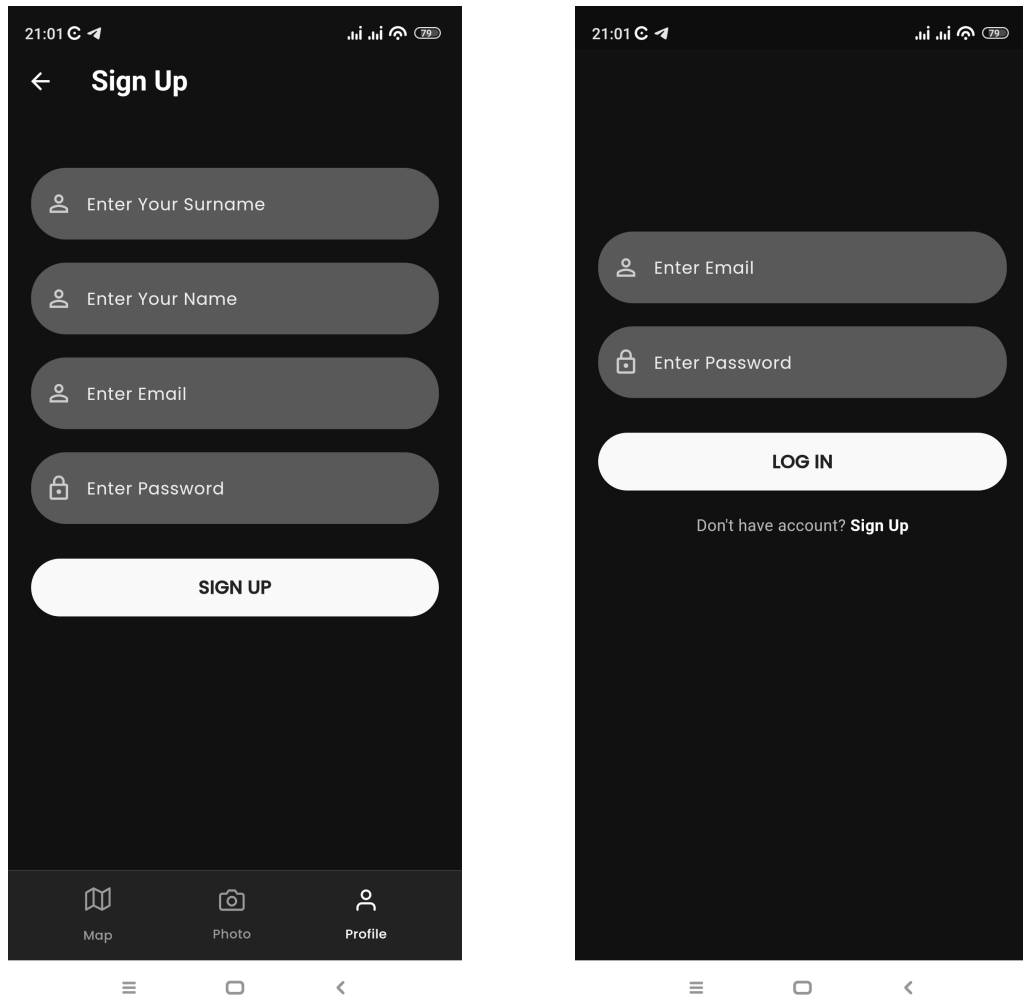 21:01
79
Sign Up
Enter Your Surname
Enter Your Name
Enter Email
Enter Password
SIGN UP
Map
Photo
Profile
21:01
79
Enter Email
Enter Password
LOG IN
Don't have account? Sign Up